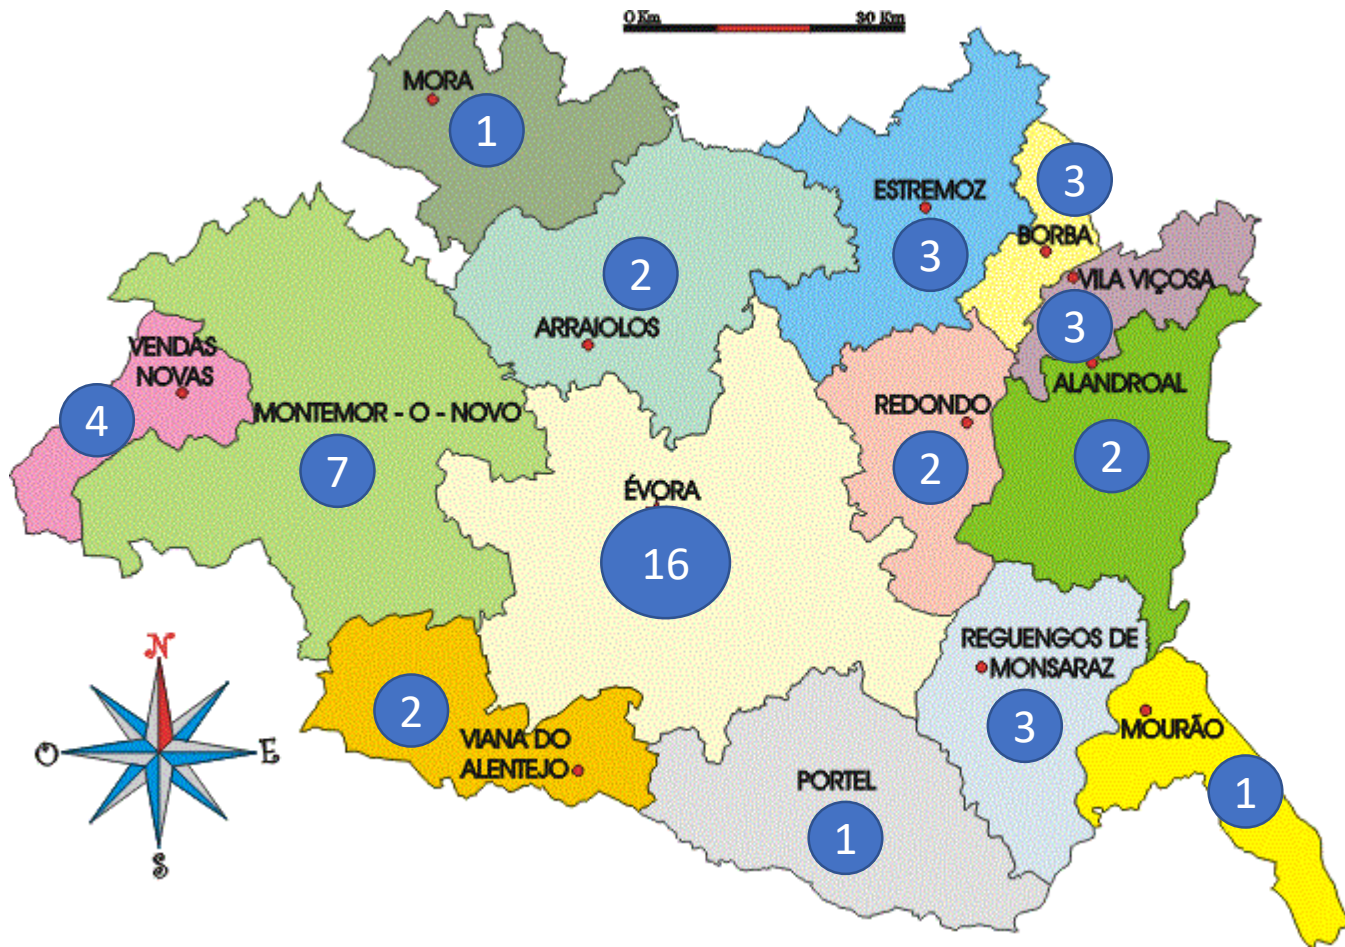 0 Km 30 Km
MORA
1
ESTREMOZ
3
3
BORBA
2
ARRAIOLOS
VILA VIÇOSA
3
ALANDROAL
2
VENDAS
NOVAS
4
MONTEMOR - O - NOVO
7
REDONDO
2
ÉVORA
16
N
O
E
S
REGUENGOS DE
MONSARAZ
3
2
VIANA DO
ALENTEJO
MOURÃO
1
PORTEL
1